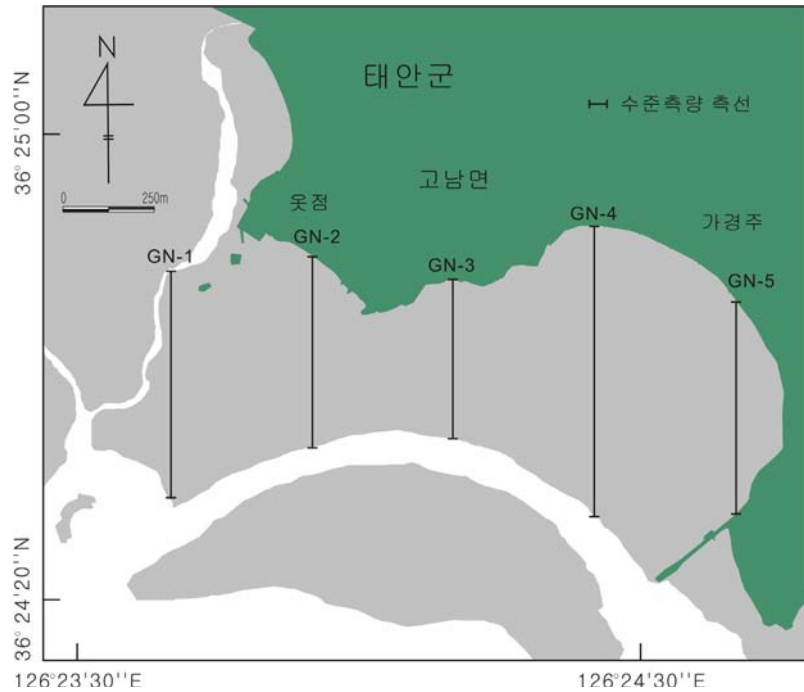 태안군
N
수준측량 측선
36° 25'00''N
0 250m
고남면
옷점
GN-4
가경주
GN-1
GN-2
GN-3
GN-5
36° 24'20''N
126°23'30''E
126°24'30''E